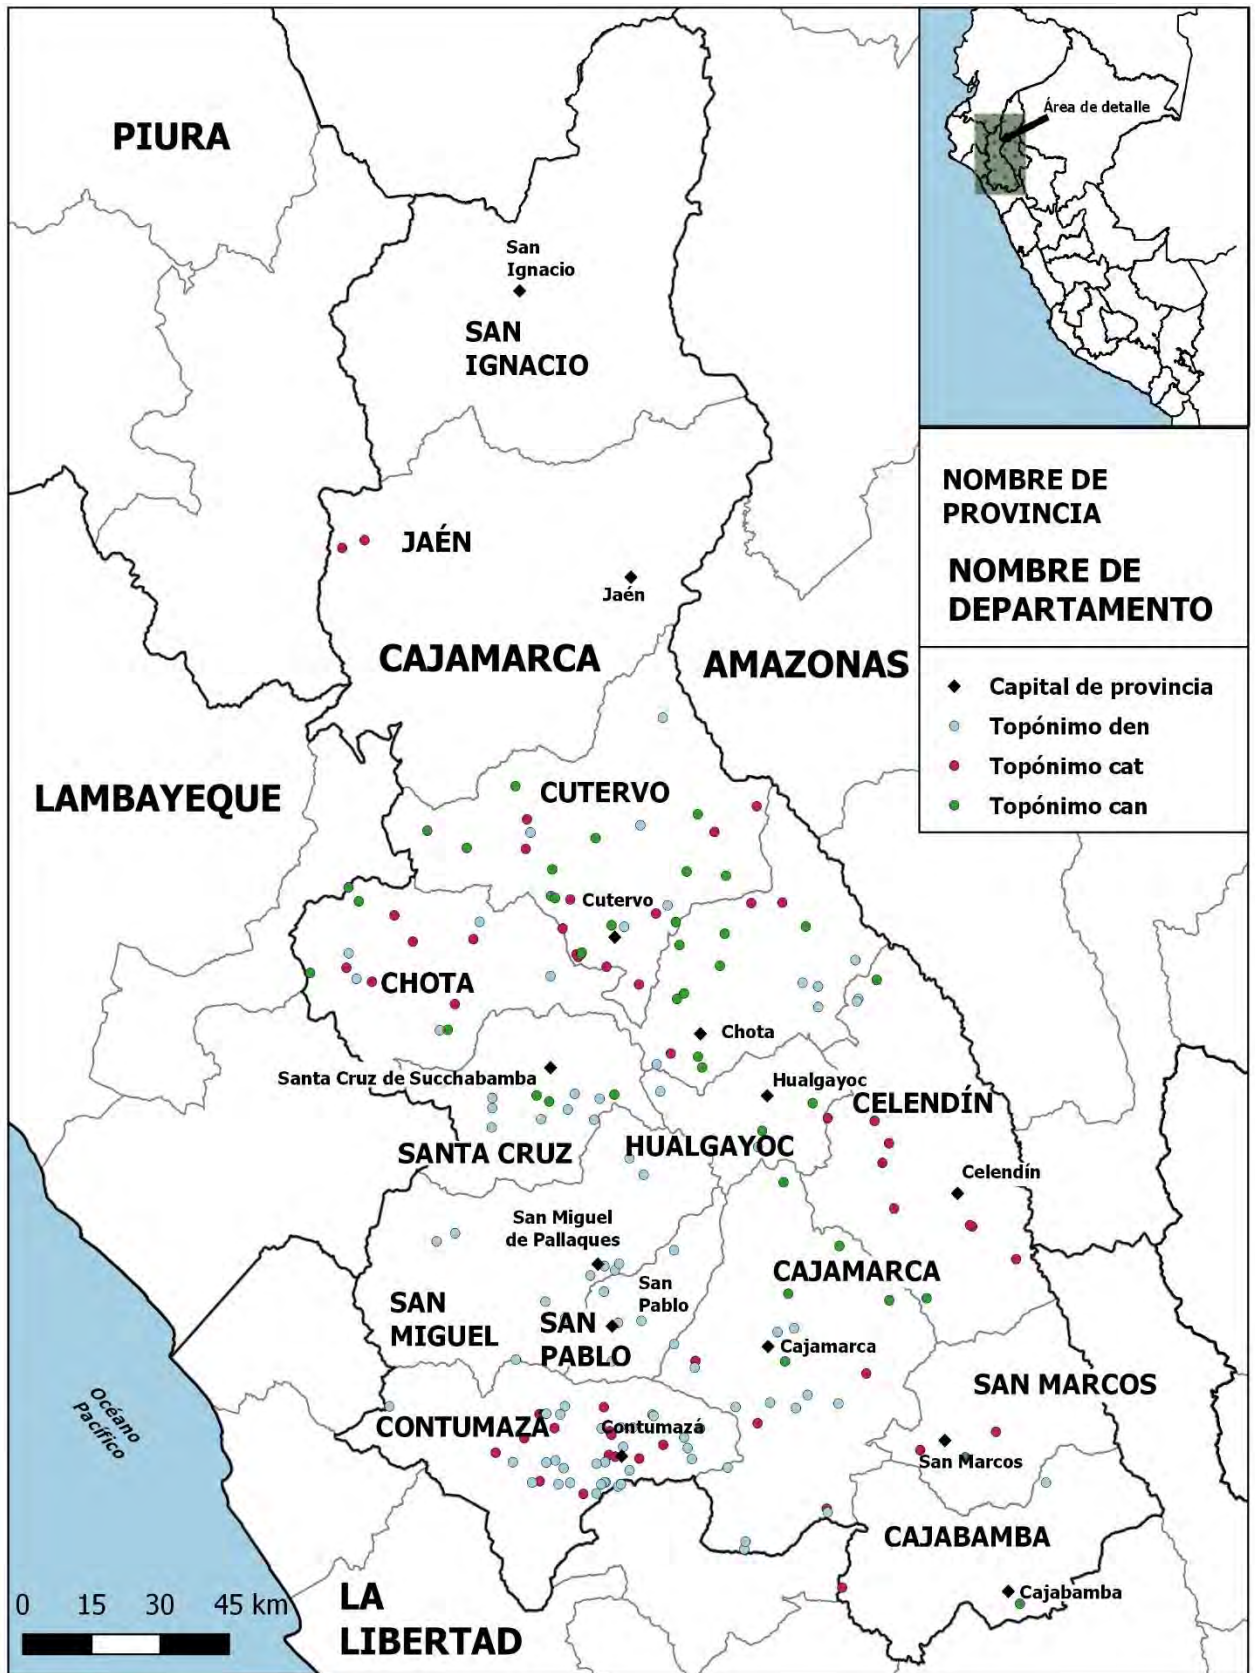 PIURA
Área de detalle
San
Ignacio
SAN
IGNACIO
NOMBRE DE
PROVINCIA
NOMBRE DE
DEPARTAMENTO
JAÉN
Jaén
CAJAMARCA
AMAZONAS
Capital de provincia
Topónimo den
Topónimo cat
Topónimo can
LAMBAYEQUE
CUTERVO
Cutervo
CHOTA
Chota
Santa Cruz de Succhabamba
Hualgayoc
CELENDÍN
SANTA CRUZ
HUALGAYOC
Celendín
San Miguel
de Pallaques
CAJAMARCA
San
Pablo
SAN
MIGUEL
SAN
PABLO
Cajamarca
SAN MARCOS
Océano
Pacífico
CONTUMAZÁ
Contumazá
San Marcos
CAJABAMBA
Cajabamba
LA
LIBERTAD
0 15 30 45 km